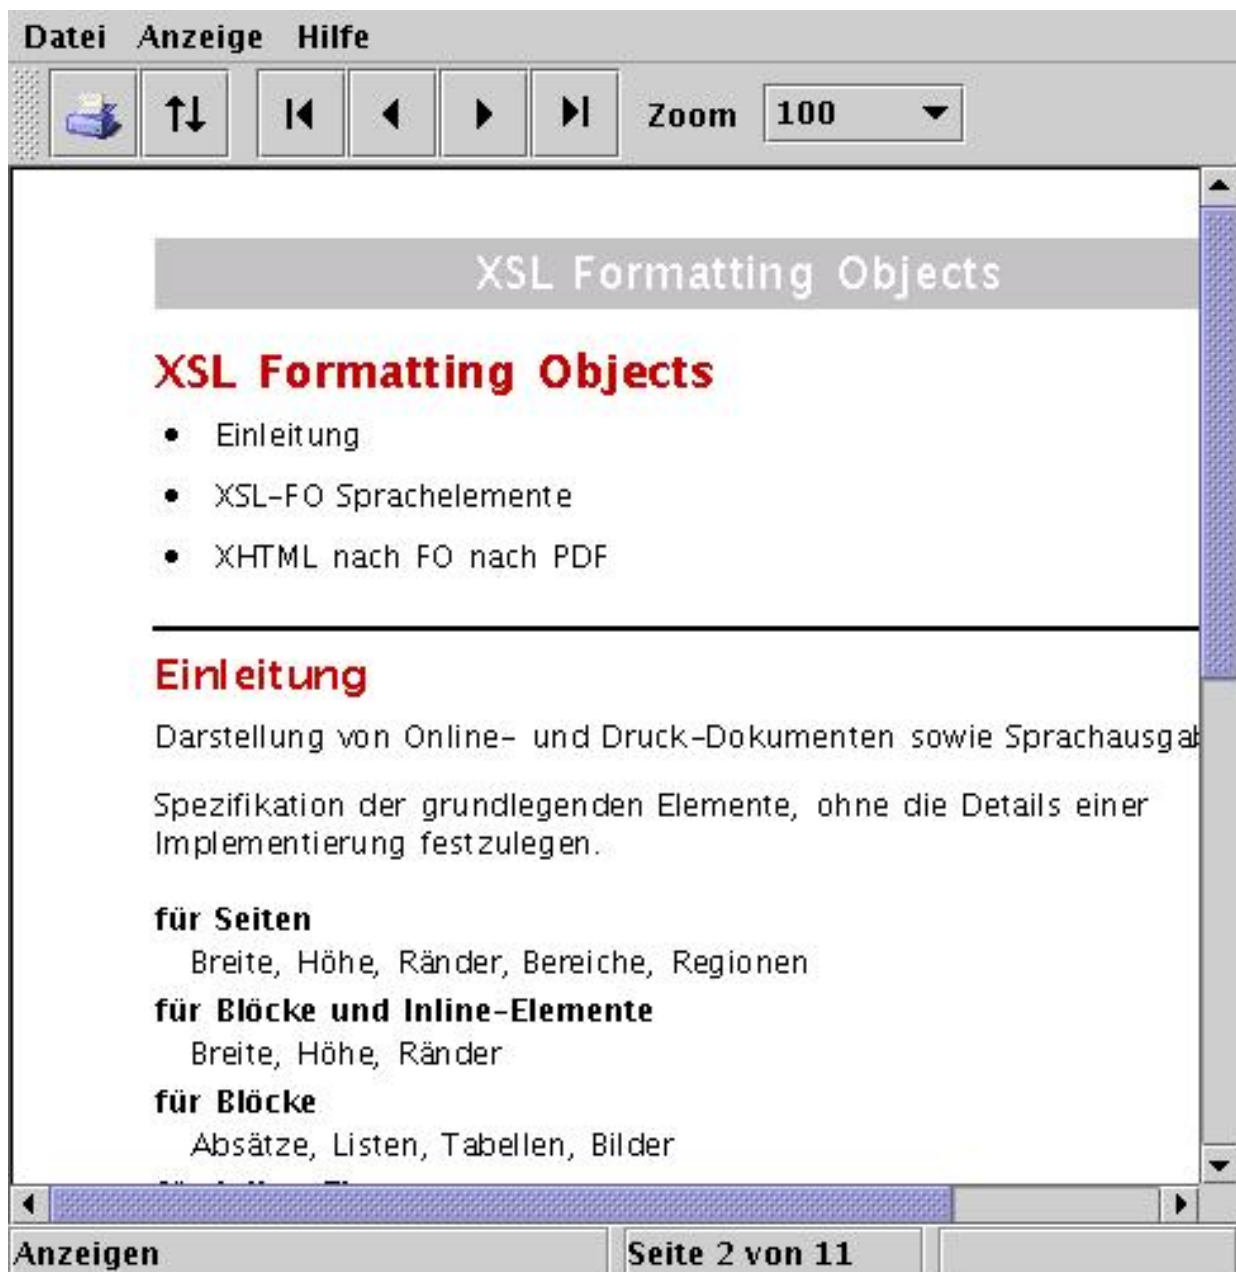 Datei Anzeige Hilfe
Zoom 100
XSL Formatting Objects
XSL Formatting Objects
• Einleitung
• XSL-FO Sprachelemente
• XHTML nach FO nach PDF
Einleitung
Darstellung von Online- und Druck-Dokumenten sowie
Spezifikation der grundlegenden Elemente, ohne die Details einer
Implementierung festzulegen.
für Seiten
Breite, Höhe, Ränder, Bereiche, Regionen
für Blöcke und Inline-Elemente
Breite, Höhe, Ränder
für Blöcke
Absätze, Listen, Tabellen, Bilder
Anzeigen Seite 2 von 11